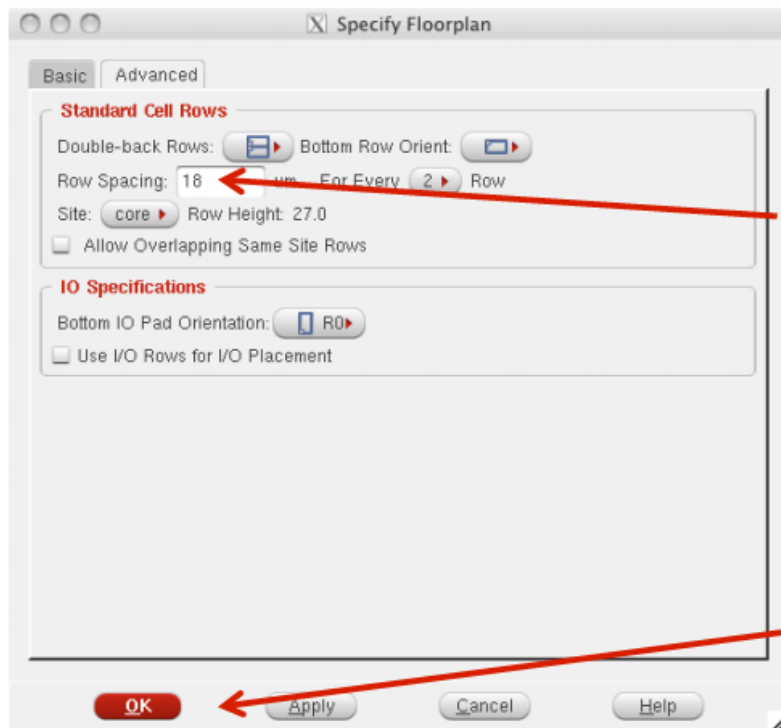 Specify Floorplan
Basic Advanced
Standard Cell Rows
Double-back Rows: Bottom Row Orient:
Row Spacing: 18 um For Every 2 Row
Site: core Row Height: 27.0
Allow Overlapping Same Site Rows
IO Specifications
Bottom IO Pad Orientation: R0
Use I/O Rows for I/O Placement
OK Apply Cancel Help